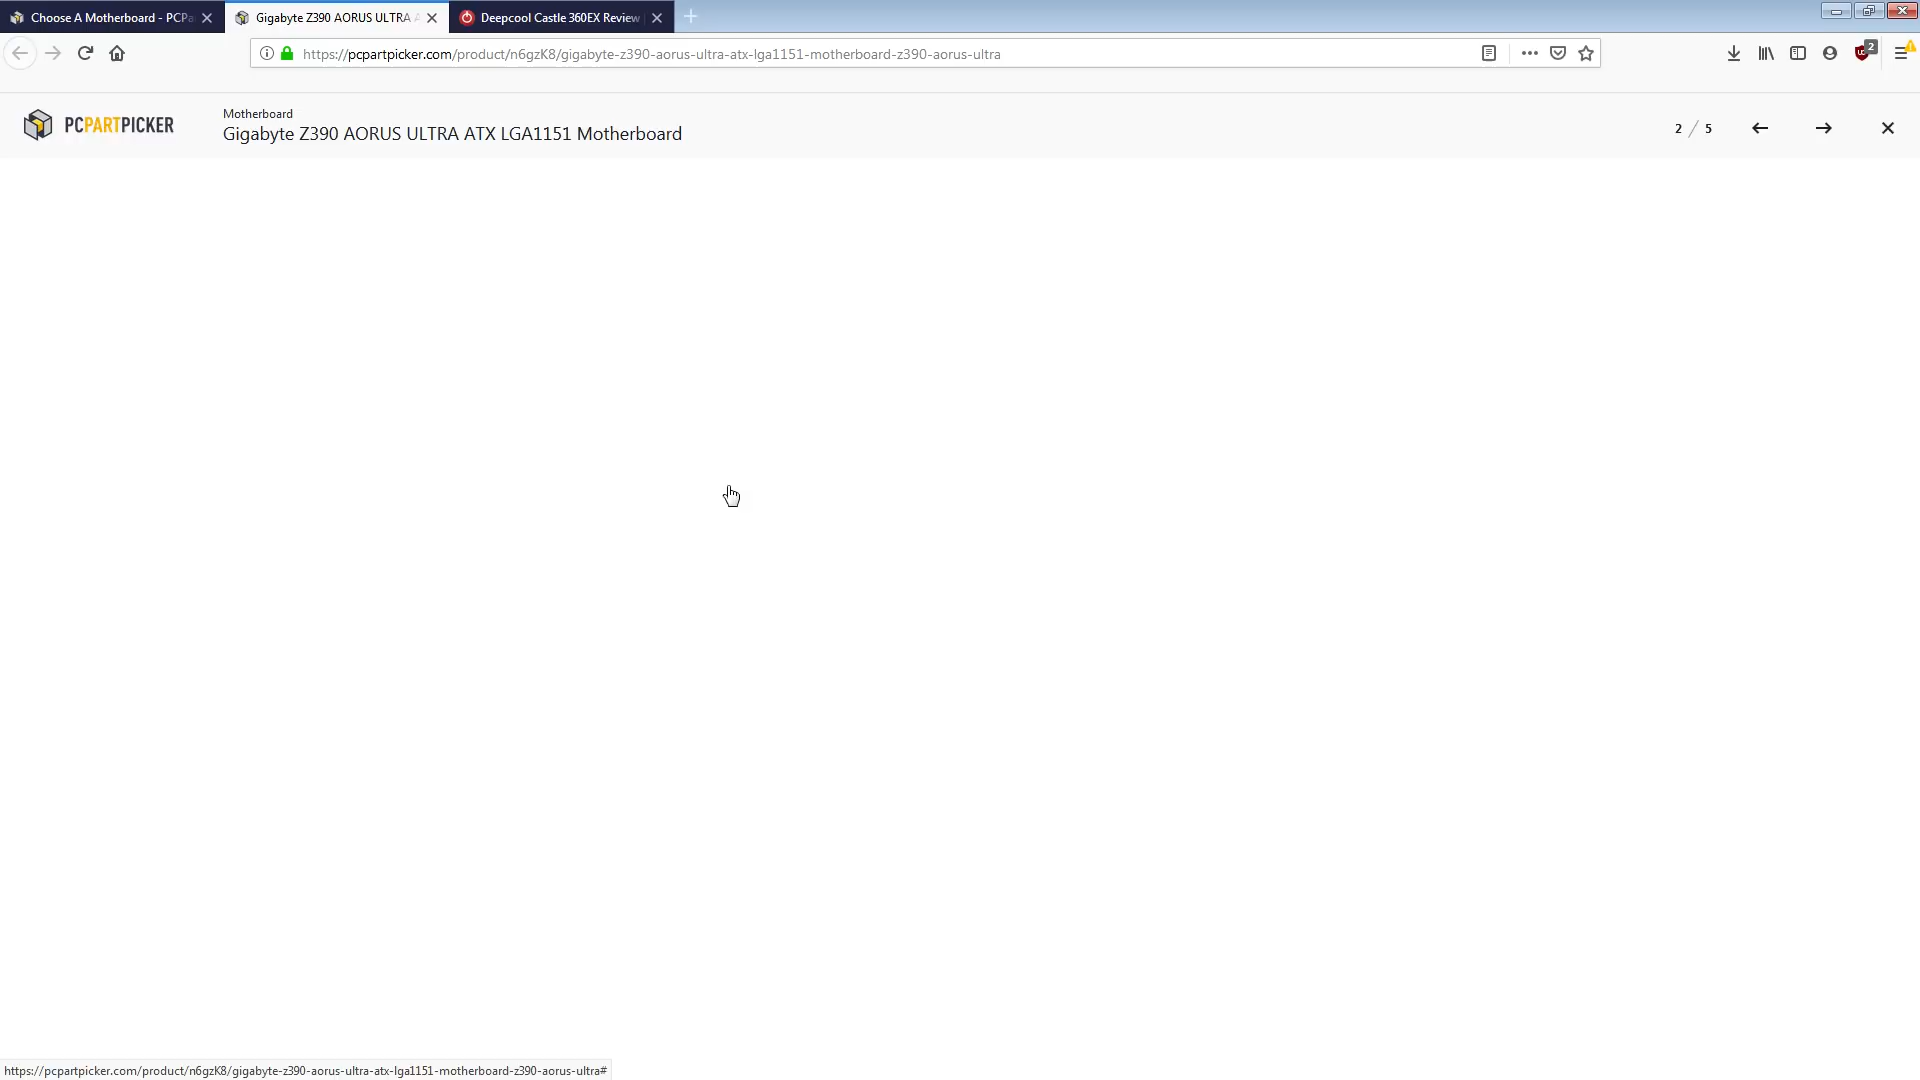 Choose A Motherboard - PCPa
Gigabyte Z390 AORUS ULTRA A
Deepcool Castle 360EX Review
https://pcpartpicker.com/product/n6gzK8/gigabyte-z390-aorus-ultra-atx-lga1151-motherboard-z390-aorus-ultra
2
PCPARTPICKER
Motherboard
Gigabyte Z390 AORUS ULTRA ATX LGA1151 Motherboard
2 / 5
https://pcpartpicker.com/product/n6gzK8/gigabyte-z390-aorus-ultra-atx-lga1151-motherboard-z390-aorus-ultra#